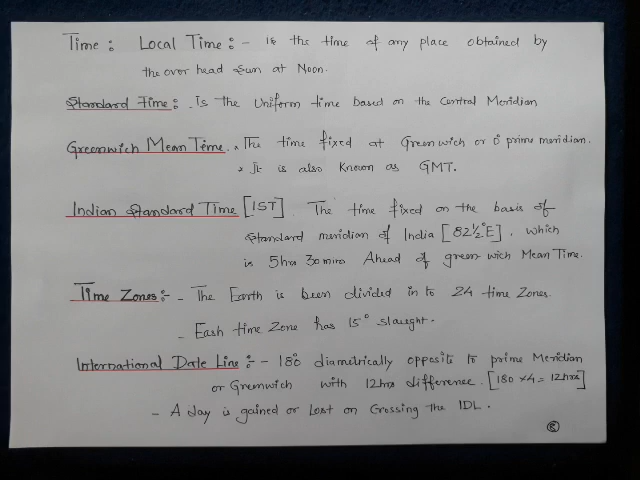 Time: Local Time:- is the time of any place obtained by
the over head sun at Noon.
Standard Time:. Is the Uniform time based on the Central Meridian
Greenwich Mean Time. The time fixed at Greenwich or 0° prime meridian.
It is also Known as GMT.
Indian Standard Time [IST]. The time fixed on the basis of
Standard meridian of India [82½°E]. which
is 5hrs 30mins Ahead of green wich Mean Time.
Time Zones:- - The Earth is been divided in to 24 time Zones.
- Eash time Zone has 15°
International Date Line:- - 180 diametrically opposite to prime Meridian
or Greenwich with 12hrs difference. [180 x4 = 12hrs]
- A day is gained or Lost on Crossing the IDL.